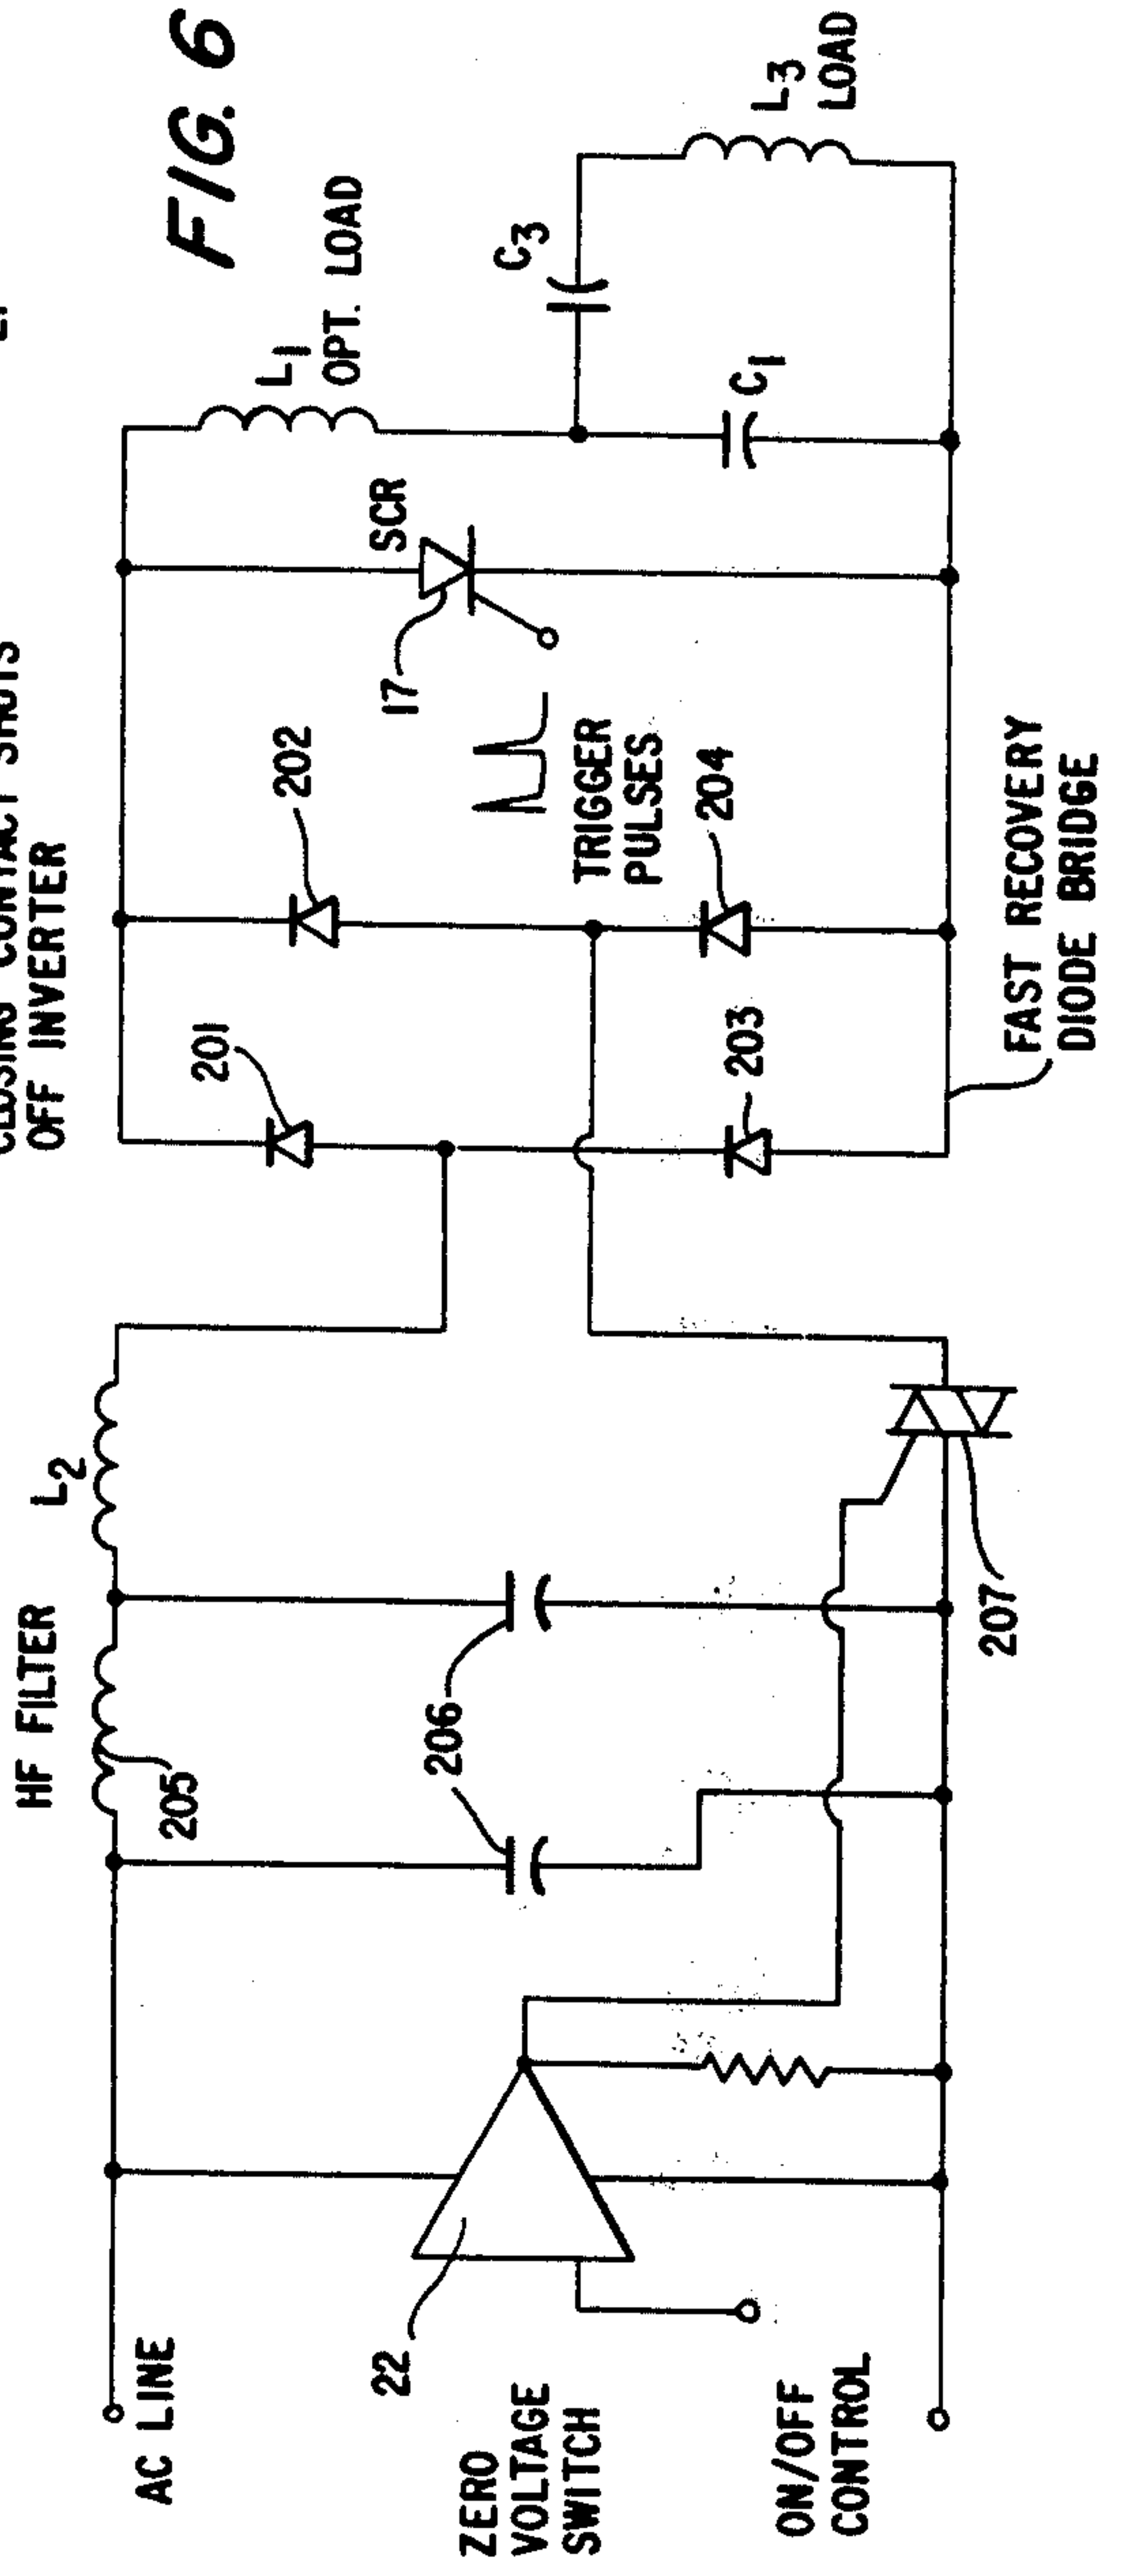 CLOSING CONTACT SHUTS
OFF INVERTER
FIG. 6
HF FILTER
L2
205
206
AC LINE
22
ZERO
VOLTAGE
SWITCH
ON/OFF
CONTROL
207
201
202
203
204
FAST RECOVERY
DIODE BRIDGE
TRIGGER
PULSES
17
SCR
L1
OPT. LOAD
C1
C3
L3
LOAD